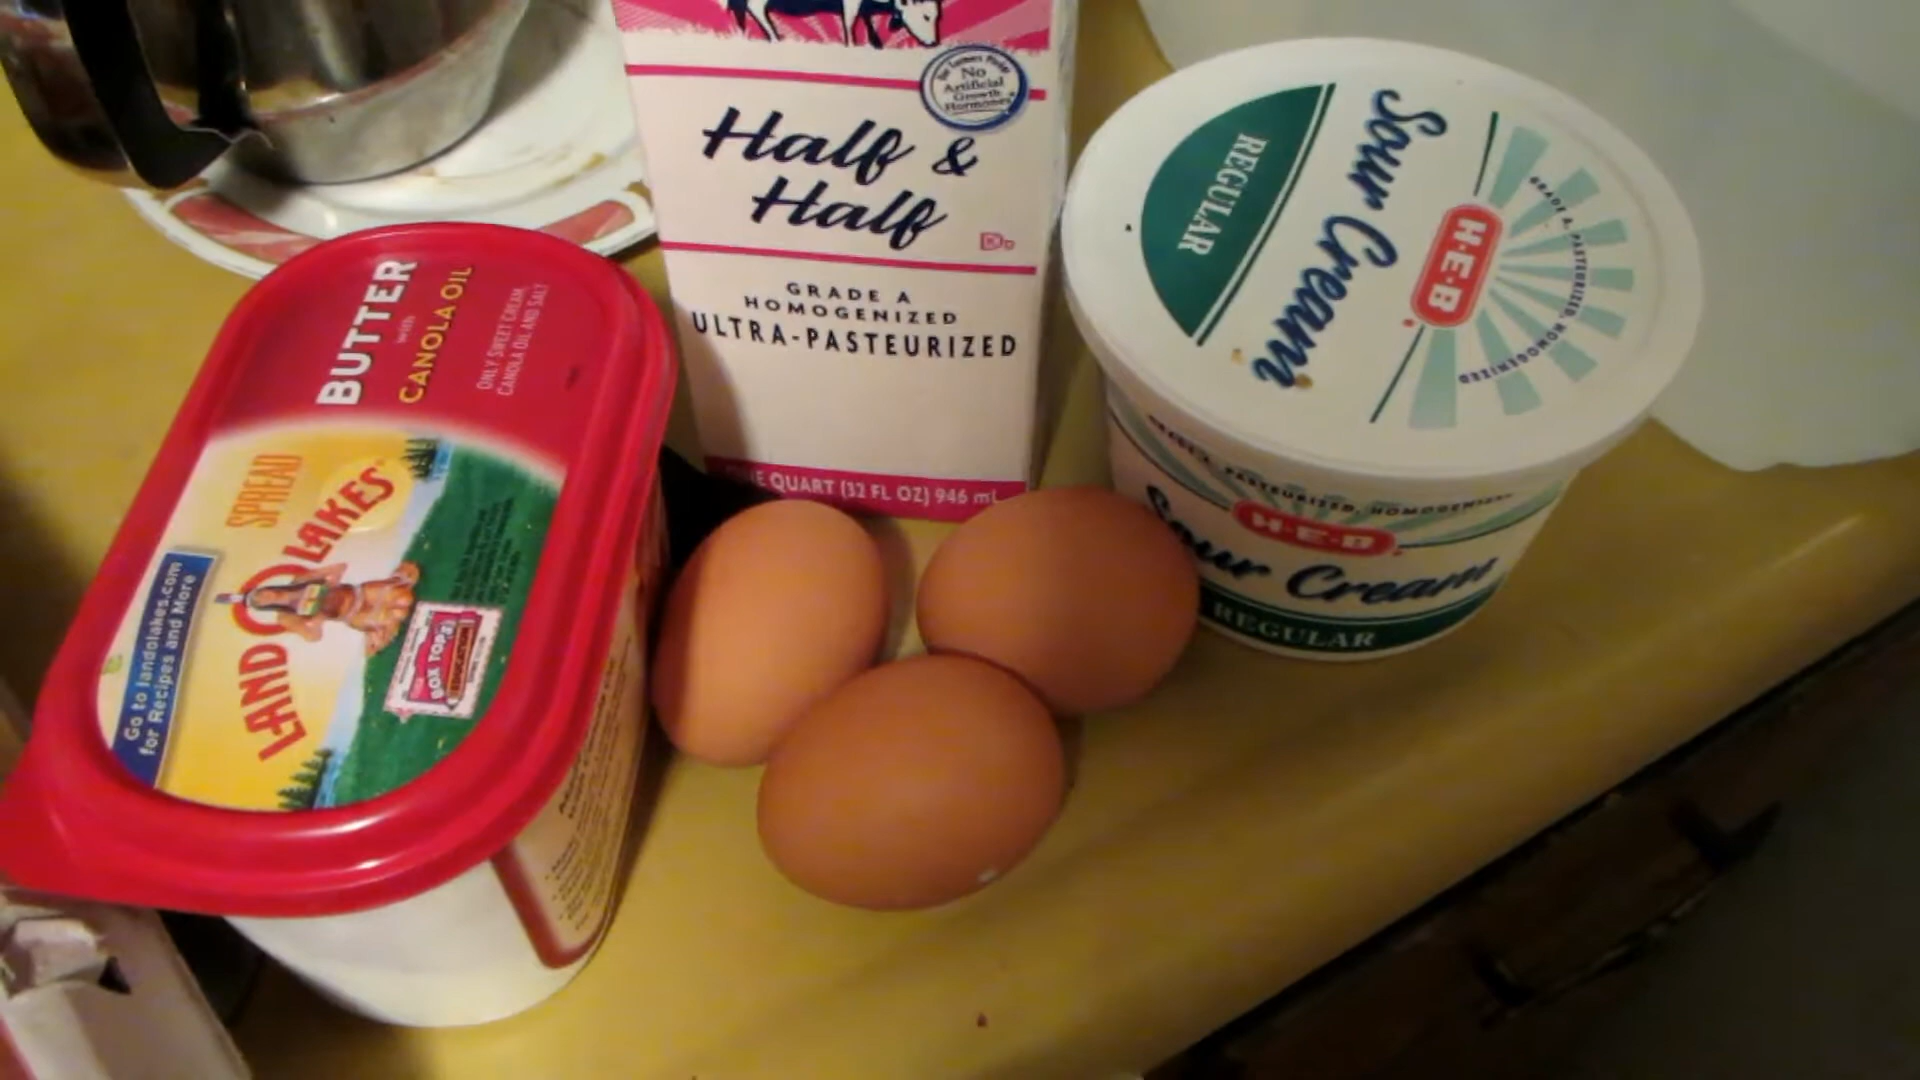 No
Artificial
Growth
Hormones
Half &
Half
GRADE A
HOMOGENIZED
ULTRA-PASTEURIZED
QUART (32 FL OZ) 946 mL
BUTTER
with
CANOLA OIL
ONLY SWEET CREAM,
CANOLA OIL AND SALT
SPREAD
LAND O LAKES
Go to landolakes.com
for Recipes and More
BOX TOPS
REGULAR
Sour Cream
H-E-B
GRADE A, PASTEURIZED, HOMOGENIZED
PASTEURIZED, HOMOGENIZED
H-E-B
Sour Cream
REGULAR